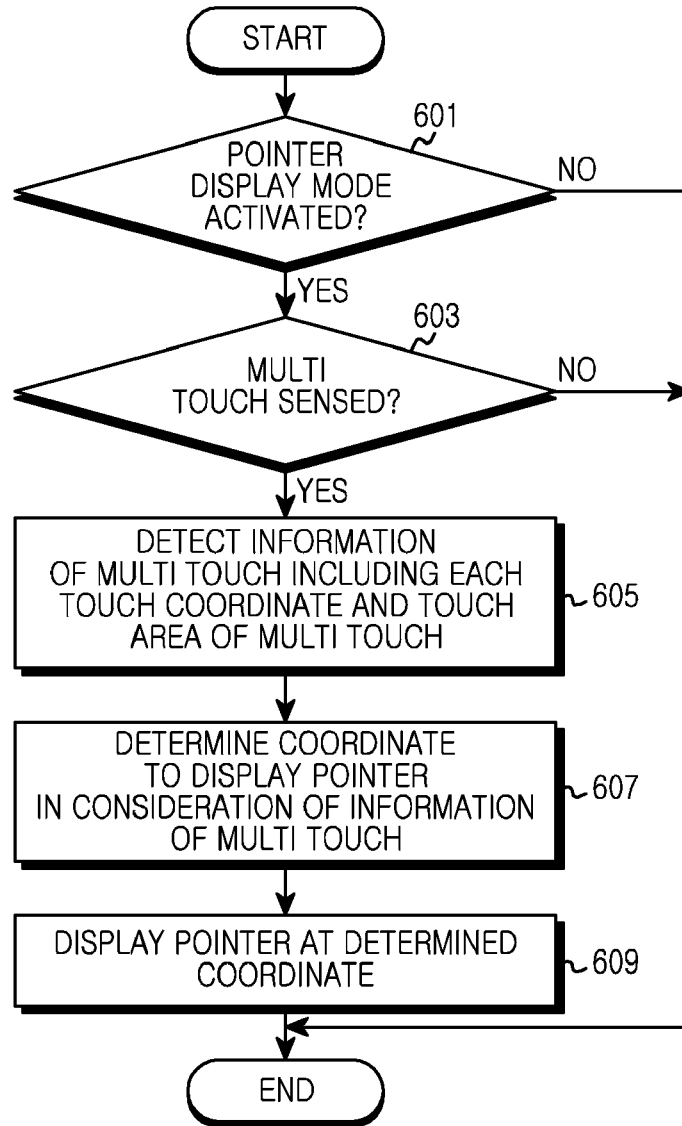 START
601
POINTER
DISPLAY MODE
ACTIVATED?
NO
YES
603
MULTI
TOUCH SENSED?
NO
YES
DETECT INFORMATION
OF MULTI TOUCH INCLUDING EACH
TOUCH COORDINATE AND TOUCH
AREA OF MULTI TOUCH
605
DETERMINE COORDINATE
TO DISPLAY POINTER
IN CONSIDERATION OF INFORMATION
OF MULTI TOUCH
607
DISPLAY POINTER AT DETERMINED
COORDINATE
609
END